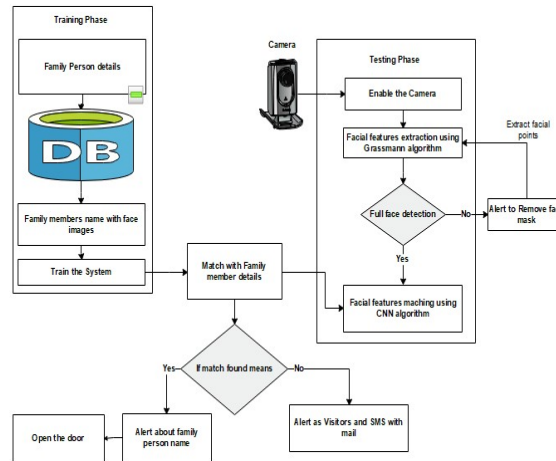 Training Phase
Family Person details
DB
Family members name with face
images
Train the System
Camera
Testing Phase
Enable the Camera
Facial features extraction using
Grassmann algorithm
Extract facial
points
Full face detection
No
Alert to Remove fa
mask
Yes
Match with Family
member details
Facial features maching using
CNN algorithm
If match found means
Yes
No
Alert about family
person name
Open the door
Alert as Visitors and SMS with
mail